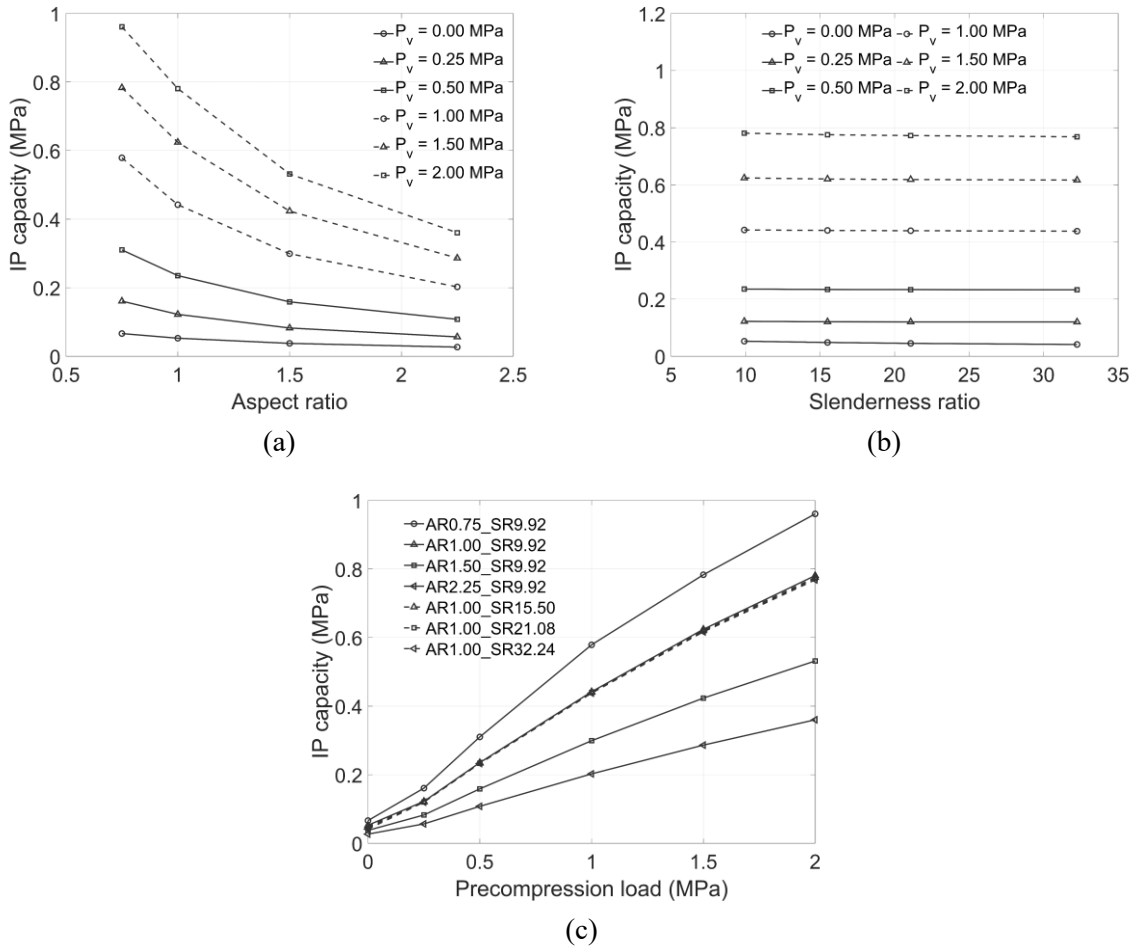 1
0.8
0.6
0.4
0.2
0
IP capacity (MPa)
P_v = 0.00 MPa
P_v = 0.25 MPa
P_v = 0.50 MPa
P_v = 1.00 MPa
P_v = 1.50 MPa
P_v = 2.00 MPa
0.5 1 1.5 2 2.5
Aspect ratio
(a)
1.2
1
0.8
0.6
0.4
0.2
0
IP capacity (MPa)
P_v = 0.00 MPa P_v = 1.00 MPa
P_v = 0.25 MPa P_v = 1.50 MPa
P_v = 0.50 MPa P_v = 2.00 MPa
5 10 15 20 25 30 35
Slenderness ratio
(b)
1
0.8
0.6
0.4
0.2
0
IP capacity (MPa)
AR0.75_SR9.92
AR1.00_SR9.92
AR1.50_SR9.92
AR2.25_SR9.92
AR1.00_SR15.50
AR1.00_SR21.08
AR1.00_SR32.24
0 0.5 1 1.5 2
Precompression load (MPa)
(c)